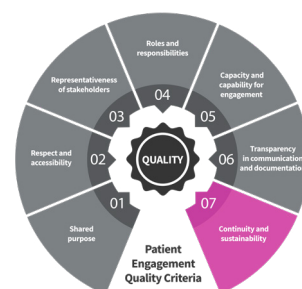 Shared
purpose
01
Respect and
accessibility
02
Representativeness
of stakeholders
03
Roles and
responsibilities
04
Capacity and
capability for
engagement
05
Transparency
in communication
and documentation
06
Continuity and
sustainability
07
QUALITY
Patient
Engagement
Quality Criteria